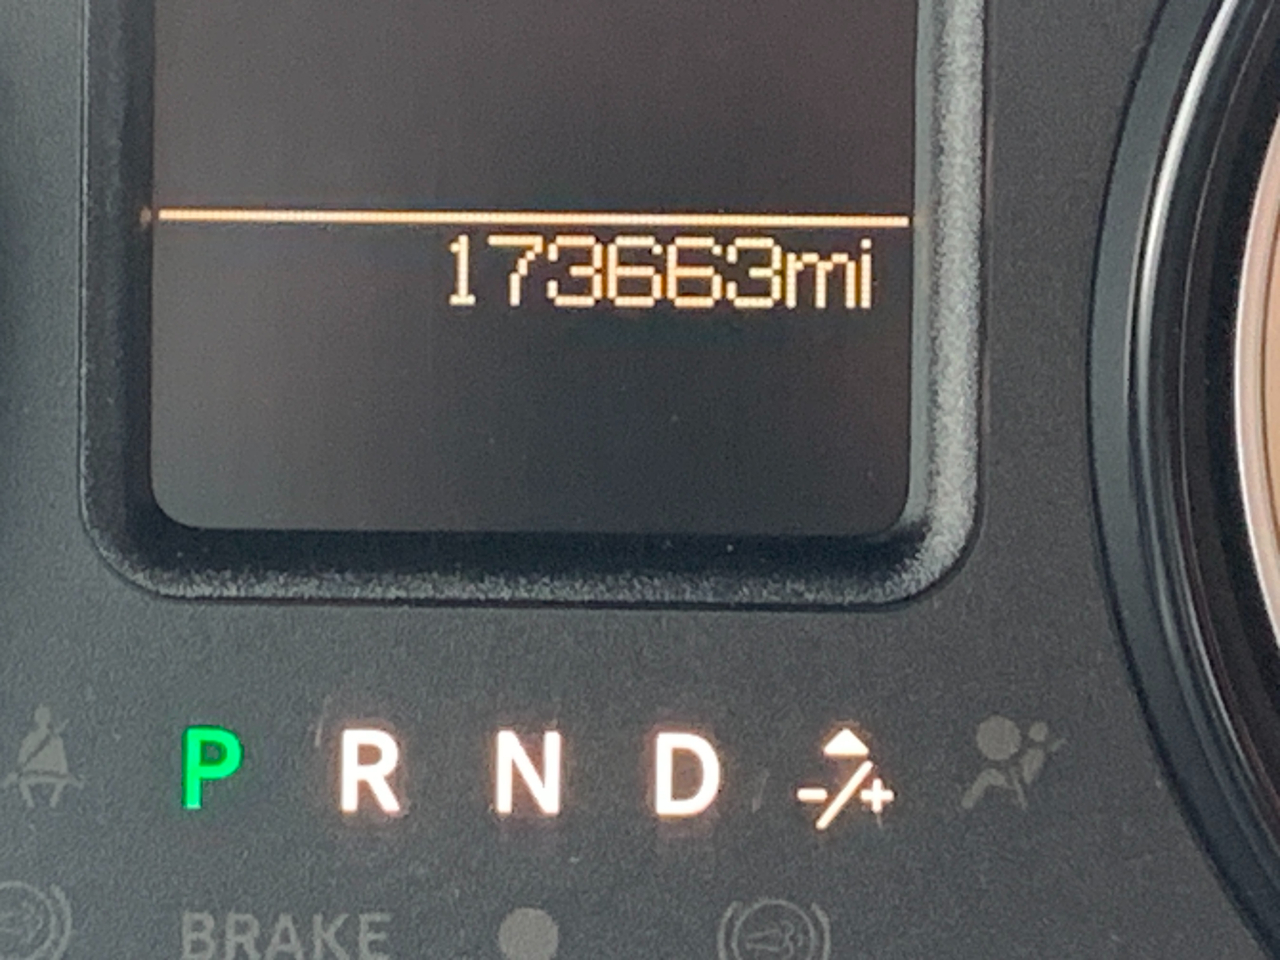 173663mi
P R N D -/+
BRAKE